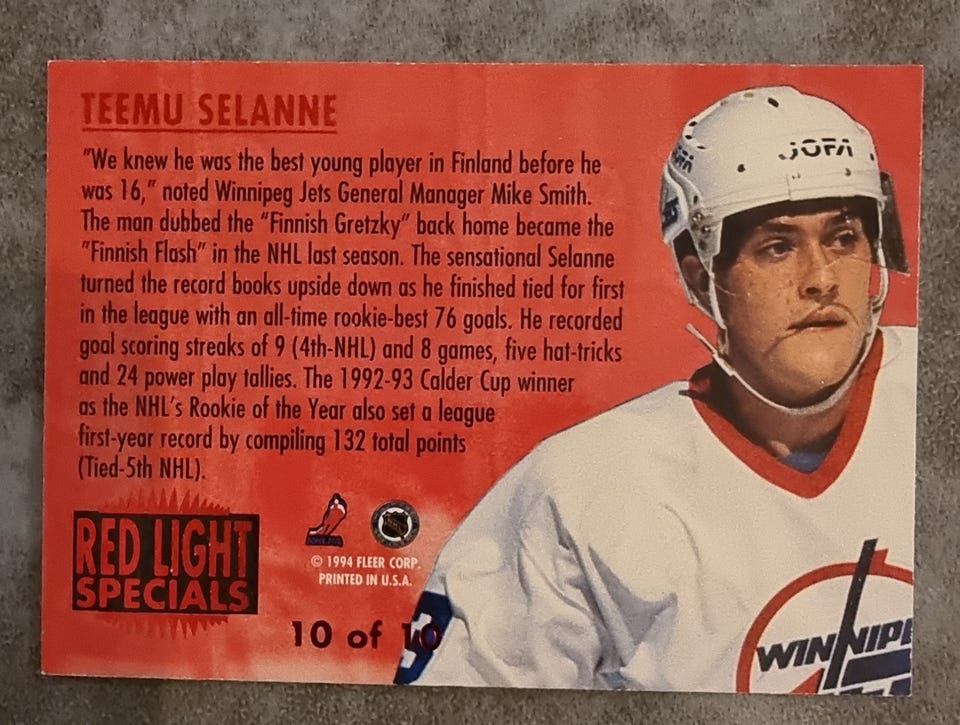 TEEMU SELANNE
"We knew he was the best young player in Finland before he
was 16," noted Winnipeg Jets General Manager Mike Smith.
The man dubbed the "Finnish Gretzky" back home became the
"Finnish Flash" in the NHL last season. The sensational Selanne
turned the record books upside down as he finished tied for first
in the league with an all-time rookie-best 76 goals. He recorded
goal scoring streaks of 9 (4th-NHL) and 8 games, five hat-tricks
and 24 power play tallies. The 1992-93 Calder Cup winner
as the NHL's Rookie of the Year also set a league
first-year record by compiling 132 total points
(Tied-5th NHL).
RED LIGHT
SPECIALS
© 1994 FLEER CORP.
PRINTED IN U.S.A.
10 of 10
JOFA
WINNIPE
3